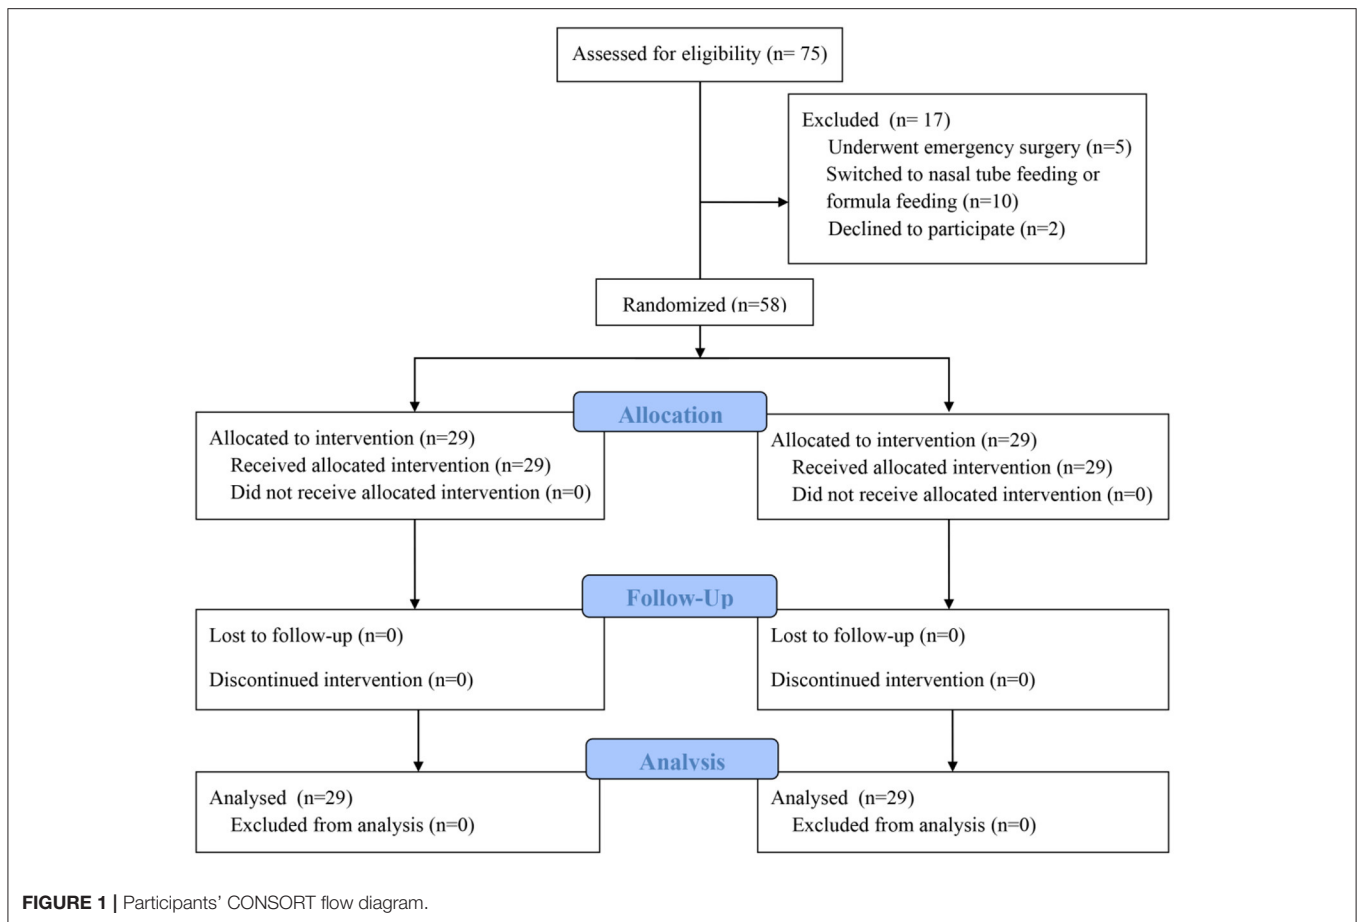 Assessed for eligibility (n= 75)
Excluded  (n= 17)
Underwent emergency surgery (n=5)
Switched to nasal tube feeding or
formula feeding (n=10)
Declined to participate (n=2)
Randomized (n=58)
Allocation
Allocated to intervention (n=29)
Received allocated intervention (n=29)
Did not receive allocated intervention (n=0)
Allocated to intervention (n=29)
Received allocated intervention (n=29)
Did not receive allocated intervention (n=0)
Follow-Up
Lost to follow-up (n=0)
Discontinued intervention (n=0)
Lost to follow-up (n=0)
Discontinued intervention (n=0)
Analysis
Analysed  (n=29)
Excluded from analysis (n=0)
Analysed  (n=29)
Excluded from analysis (n=0)
FIGURE 1 | Participants’ CONSORT flow diagram.